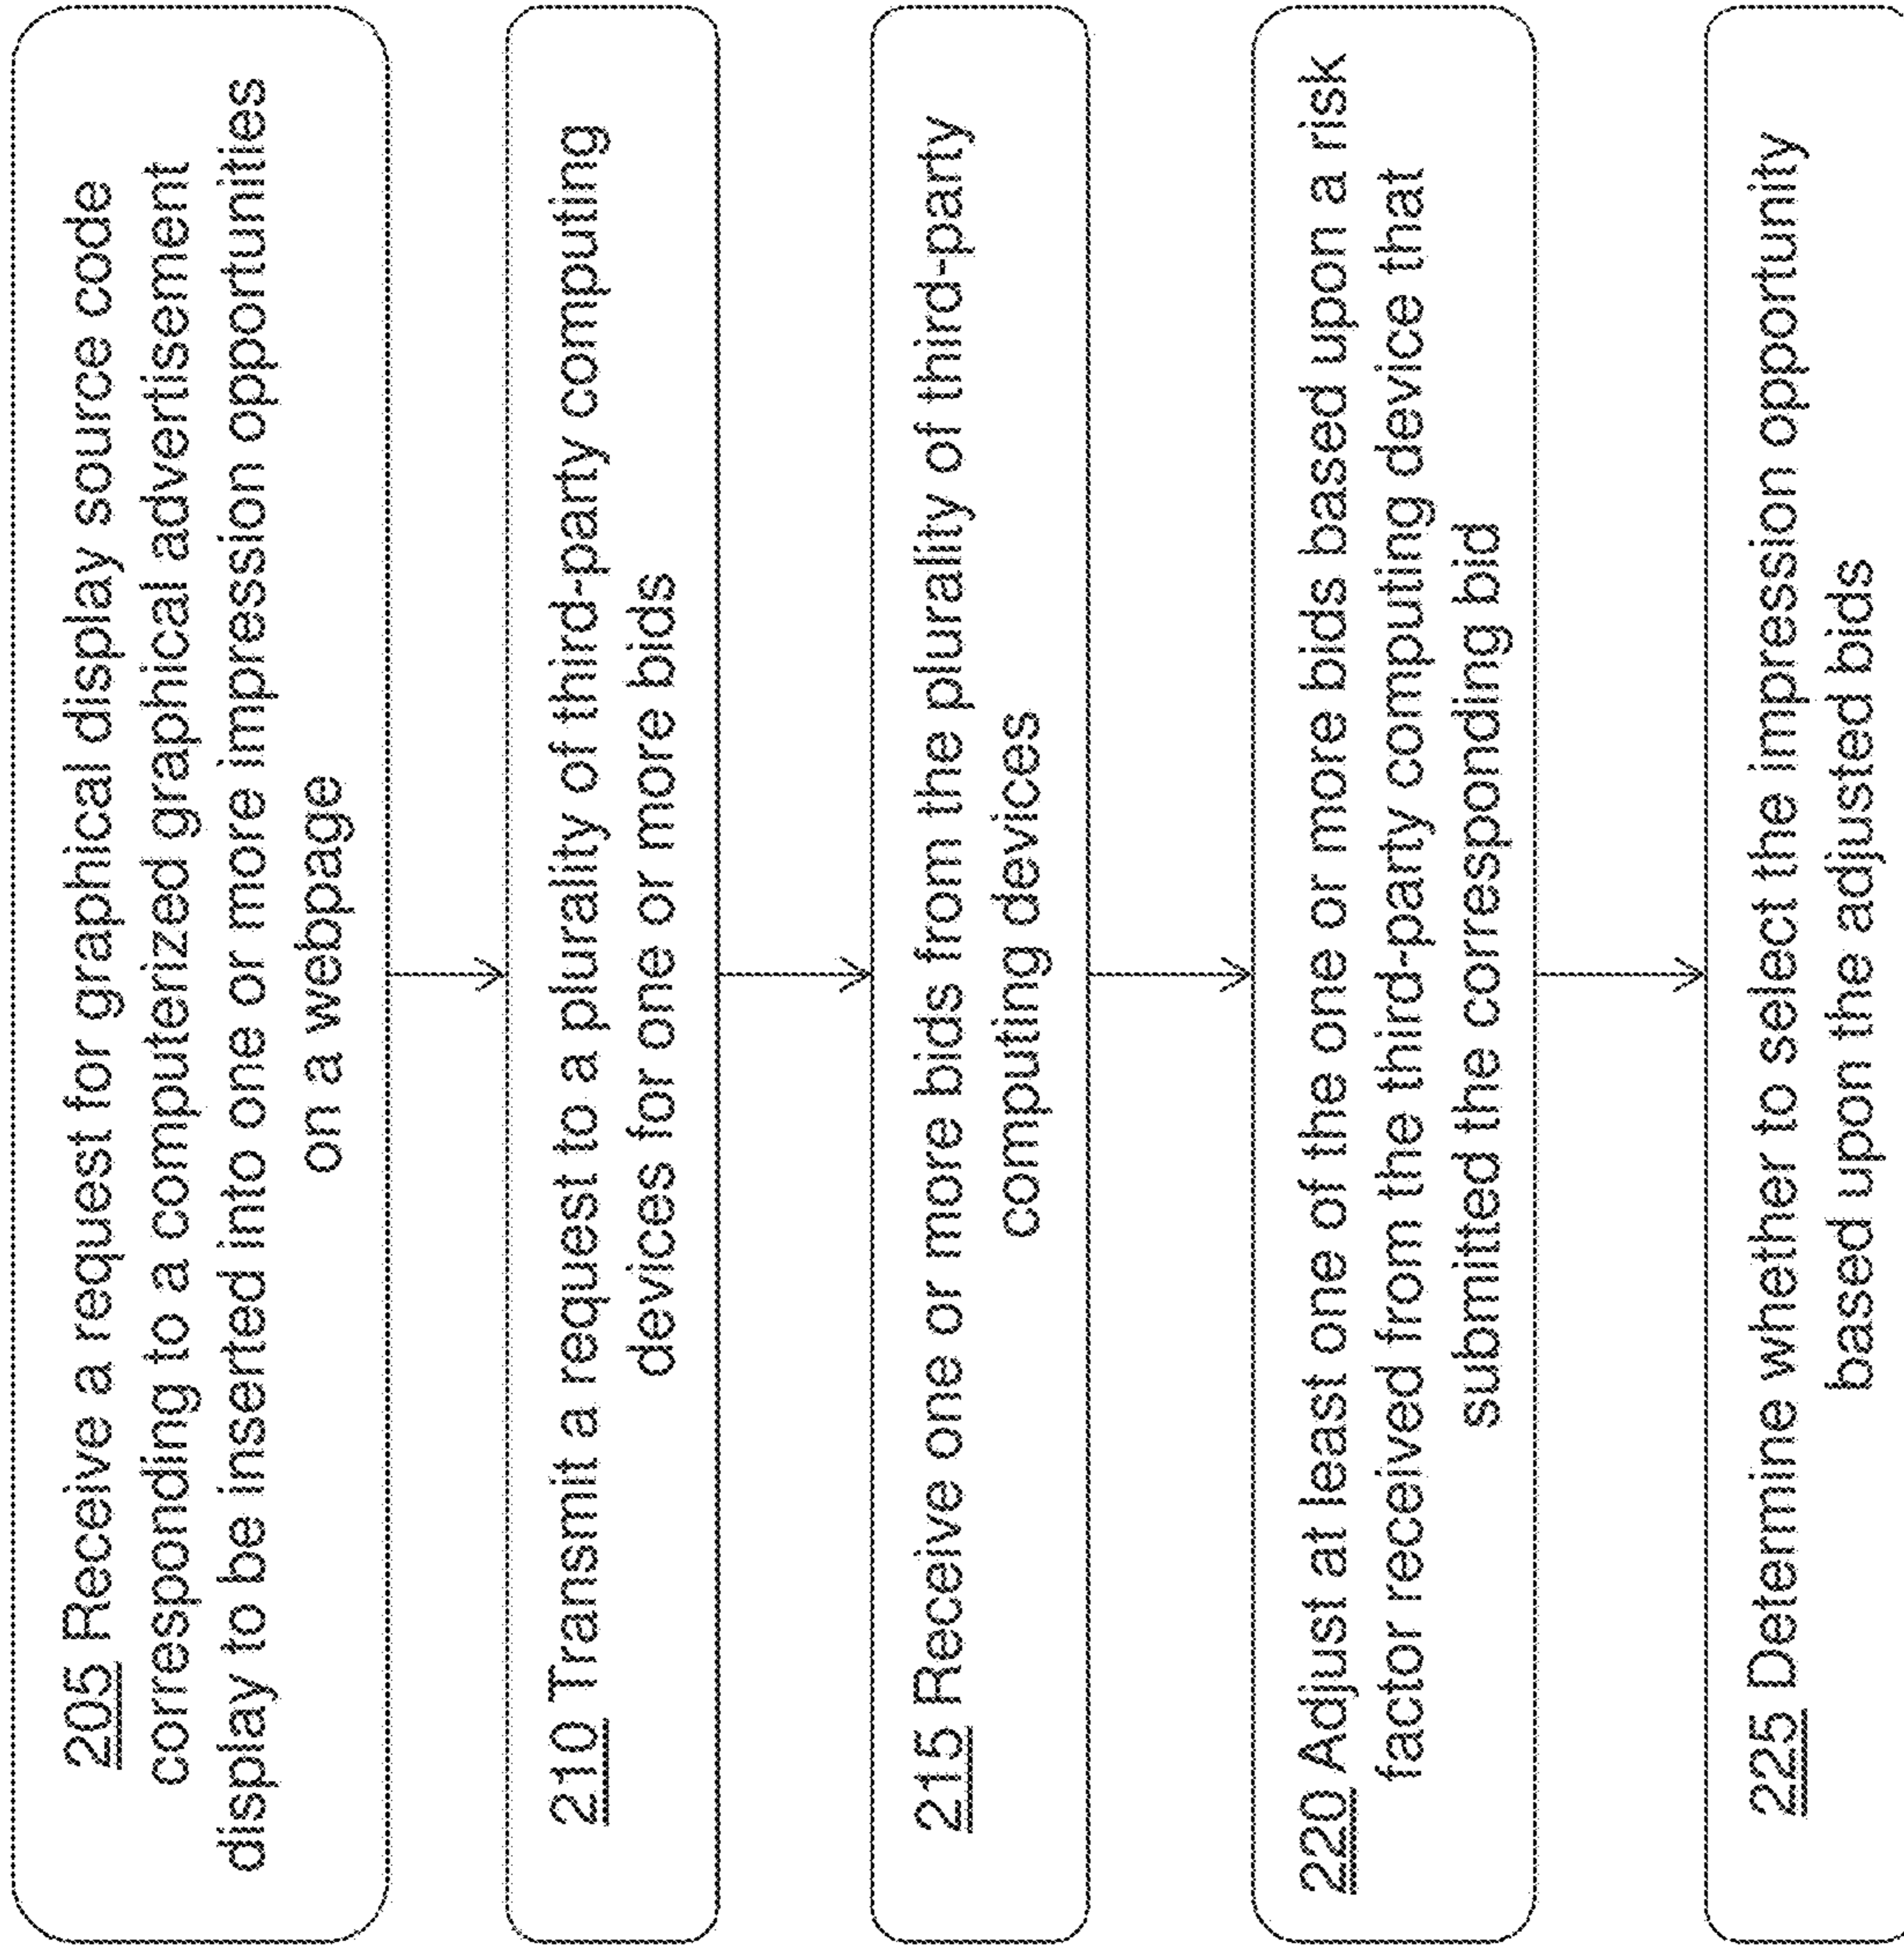 205 Receive a request for graphical display source code
corresponding to a computerized graphical advertisement
display to be inserted into one or more impression opportunities
on a webpage
210 Transmit a request to a plurality of third-party computing
devices for one or more bids
215 Receive one or more bids from the plurality of third-party
computing devices
220 Adjust at least one of the one or more bids based upon a risk
factor received from the third-party computing device that
submitted the corresponding bid
225 Determine whether to select the impression opportunity
based upon the adjusted bids